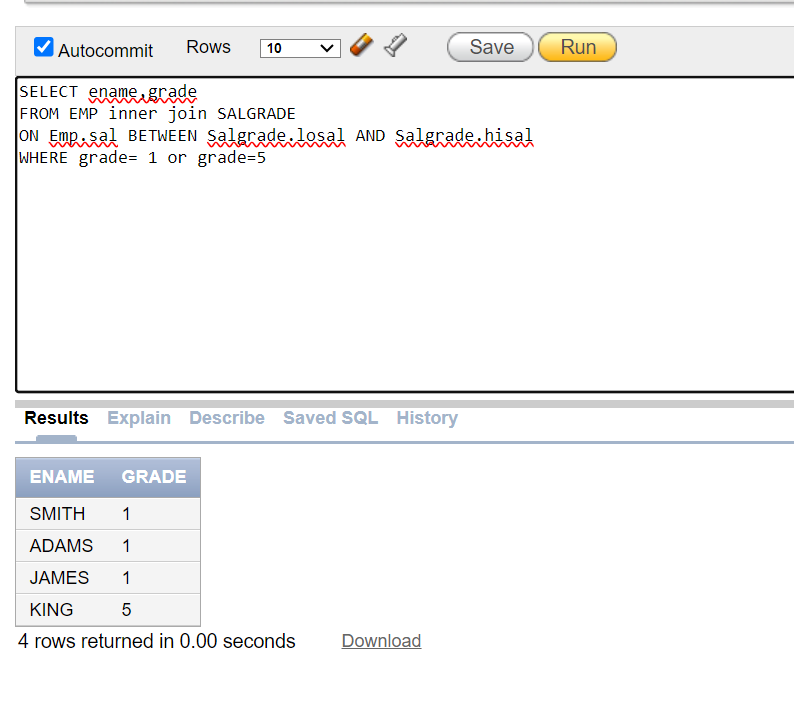 Autocommit Rows 10 Save Run
SELECT ename,grade
FROM EMP inner join SALGRADE
ON Emp.sal BETWEEN Salgrade.losal AND Salgrade.hisal
WHERE grade= 1 or grade=5
Results Explain Describe Saved SQL History
ENAME GRADE
SMITH 1
ADAMS 1
JAMES 1
KING 5
4 rows returned in 0.00 seconds Download